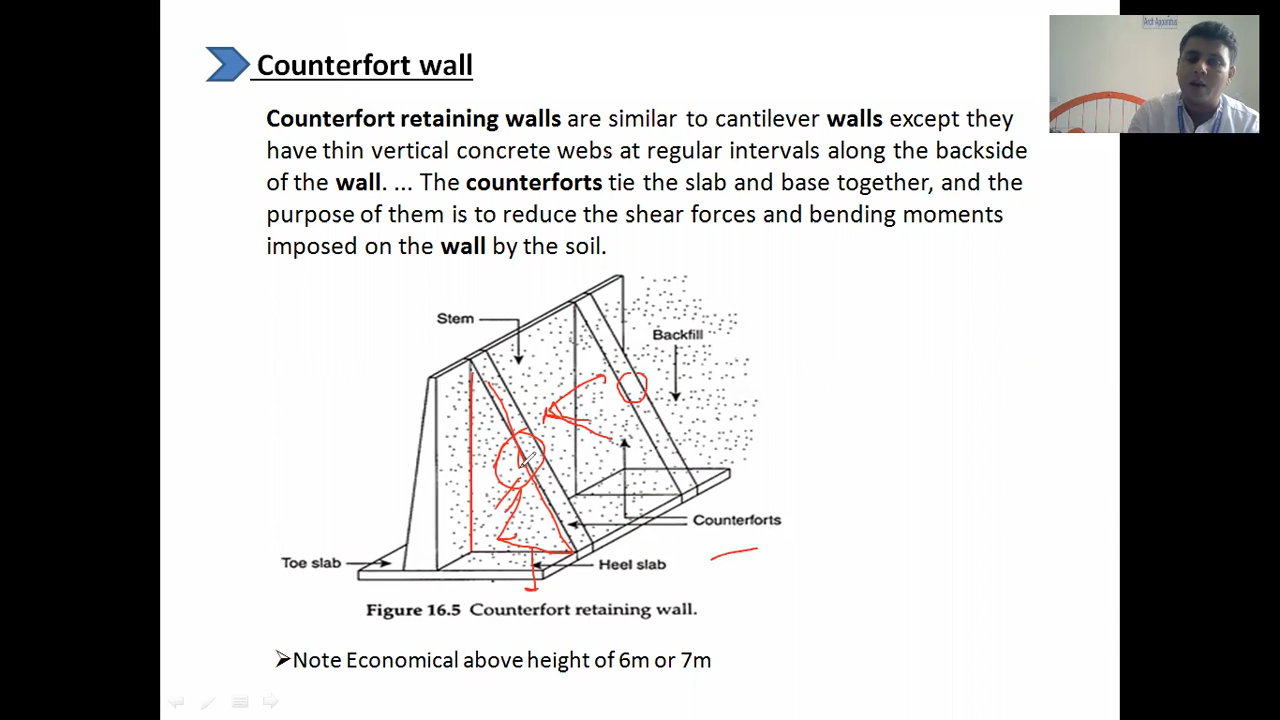 Counterfort wall
Counterfort retaining walls are similar to cantilever walls except they
have thin vertical concrete webs at regular intervals along the backside
of the wall. ... The counterforts tie the slab and base together, and the
purpose of them is to reduce the shear forces and bending moments
imposed on the wall by the soil.
Stem
Backfill
Counterforts
Toe slab
Heel slab
Figure 16.5 Counterfort retaining wall.
Note Economical above height of 6m or 7m